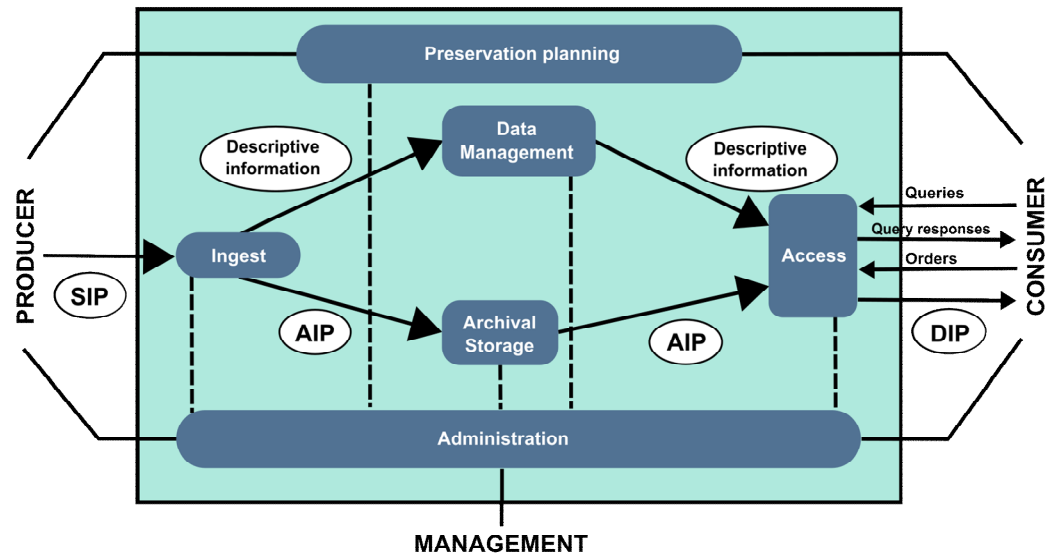 Preservation planning
Data
Management
Descriptive
information
Descriptive
information
Queries
Query responses
Orders
Ingest
Access
PRODUCER
CONSUMER
SIP
AIP
Archival
Storage
AIP
DIP
Administration
MANAGEMENT